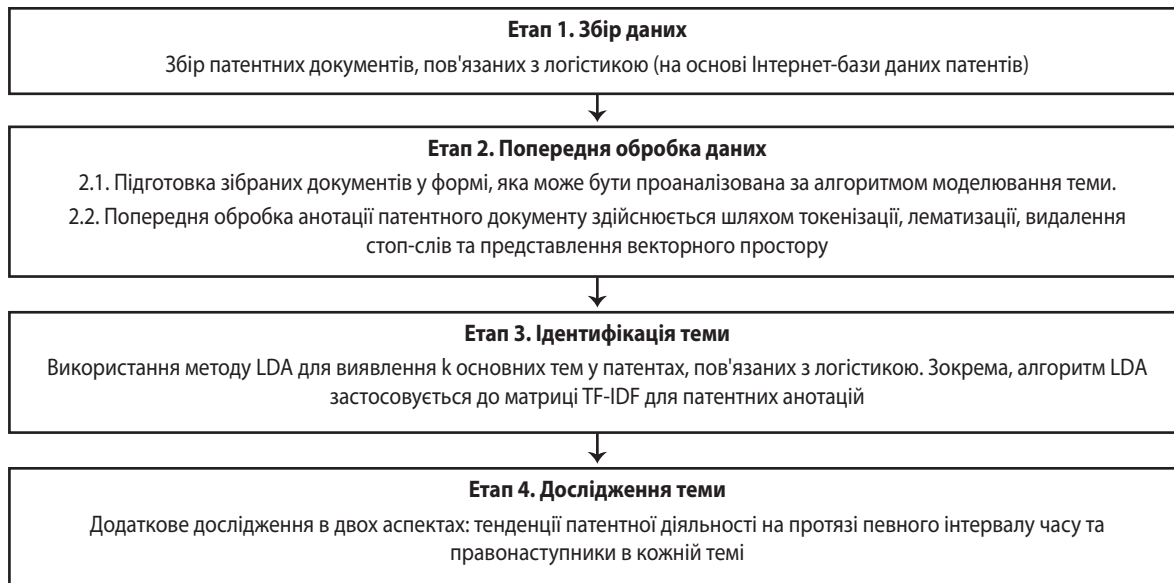 Етап 1. Збір даних
Збір патентних документів, пов'язаних з логістикою (на основі Інтернет-бази даних патентів)
Етап 2. Попередня обробка даних
2.1. Підготовка зібраних документів у формі, яка може бути проаналізована за алгоритмом моделювання теми.
2.2. Попередня обробка анотації патентного документу здійснюється шляхом токенізації, лематизації, видалення
стоп-слів та представлення векторного простору
Етап 3. Ідентифікація теми
Використання методу LDA для виявлення k основних тем у патентах, пов'язаних з логістикою. Зокрема, алгоритм LDA
застосовується до матриці TF-IDF для патентних анотацій
Етап 4. Дослідження теми
Додаткове дослідження в двох аспектах: тенденції патентної діяльності на протязі певного інтервалу часу та
правонаступники в кожній темі